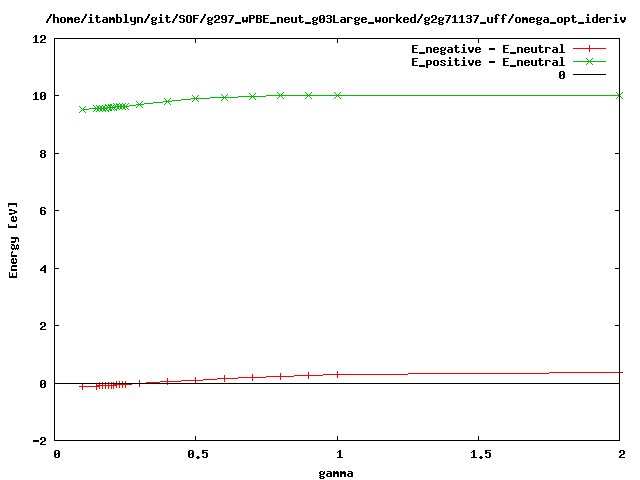 /home/itamblyn/git/SOF/g297_wPBE_neut_g03Large_worked/g2g71137_uff/omega_opt_ideriv
E_negative - E_neutral
E_positive - E_neutral
0
12
10
8
6
4
2
0
-2
Energy [eV]
0
0.5
1
1.5
2
gamma